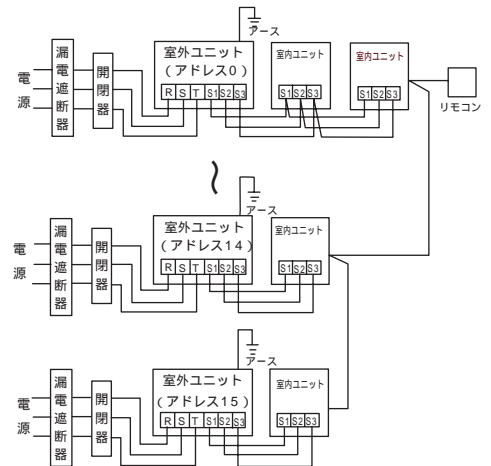 電源
漏電遮断器
開閉器
室外ユニット
(アドレス0)
R S T S1 S2 S3
アース
室内ユニット
S1 S2 S3
室内ユニット
S1 S2 S3
リモコン
電源
漏電遮断器
開閉器
室外ユニット
(アドレス14)
R S T S1 S2 S3
アース
室内ユニット
S1 S2 S3
電源
漏電遮断器
開閉器
室外ユニット
(アドレス15)
R S T S1 S2 S3
アース
室内ユニット
S1 S2 S3